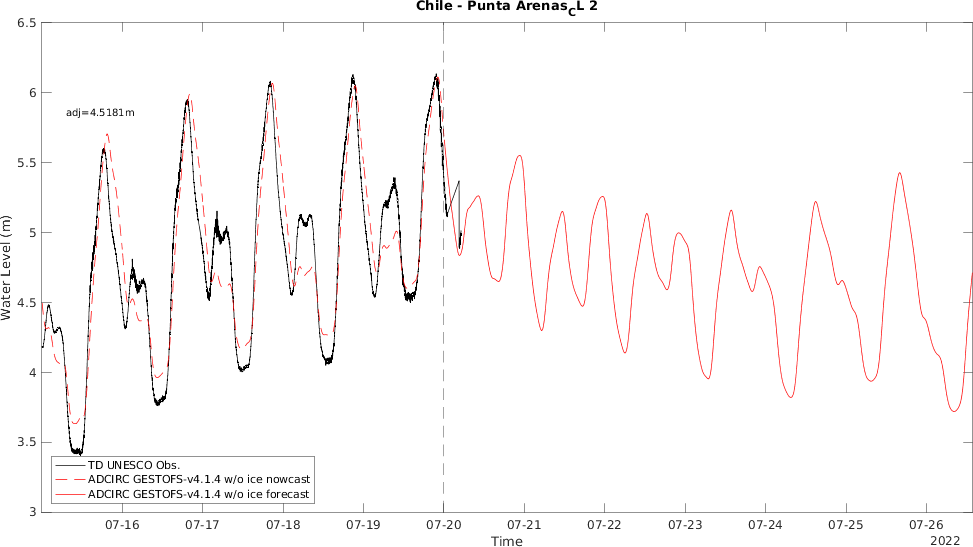 Chile - Punta Arenas_CL 2
6.5
6
5.5
5
4.5
4
3.5
3
Water Level (m)
adj=4.5181m
TD UNESCO Obs.
ADCIRC GESTOFS-v4.1.4 w/o ice nowcast
ADCIRC GESTOFS-v4.1.4 w/o ice forecast
07-16 07-17 07-18 07-19 07-20 07-21 07-22 07-23 07-24 07-25 07-26
Time
2022